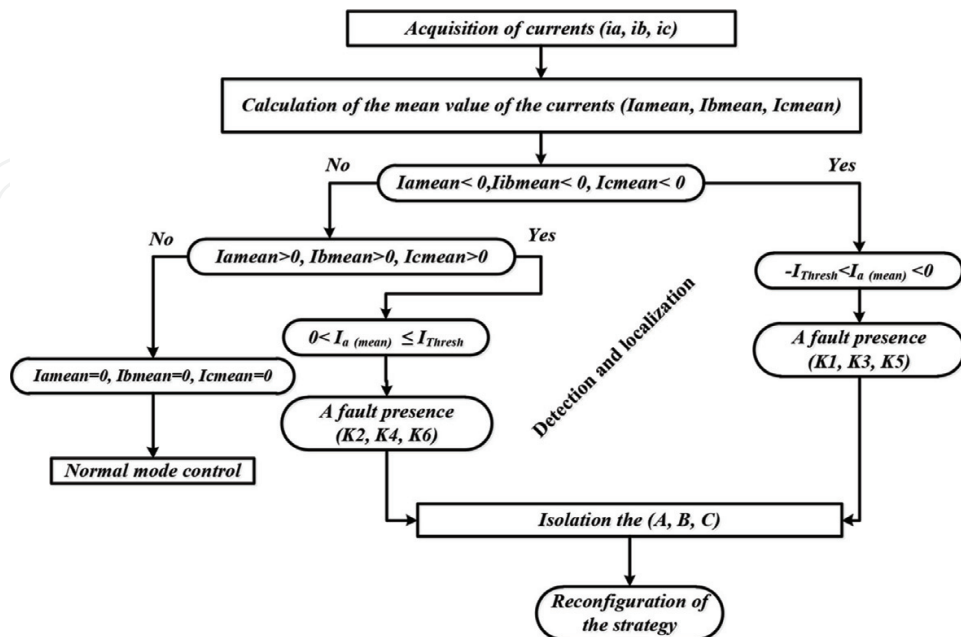 Acquisition of currents (ia, ib, ic)
Calculation of the mean value of the currents (Iamean, Ibmean, Icmean)
No
Yes
Iamean< 0,Iibmean< 0, Icmean< 0
No
Yes
Iamean>0, Ibmean>0, Icmean>0
-IThresh<Ia (mean) <0
0< Ia (mean) ≤ IThresh
A fault presence
(K1, K3, K5)
Detection and localization
Iamean=0, Ibmean=0, Icmean=0
A fault presence
(K2, K4, K6)
Normal mode control
Isolation the (A, B, C)
Reconfiguration of
the strategy